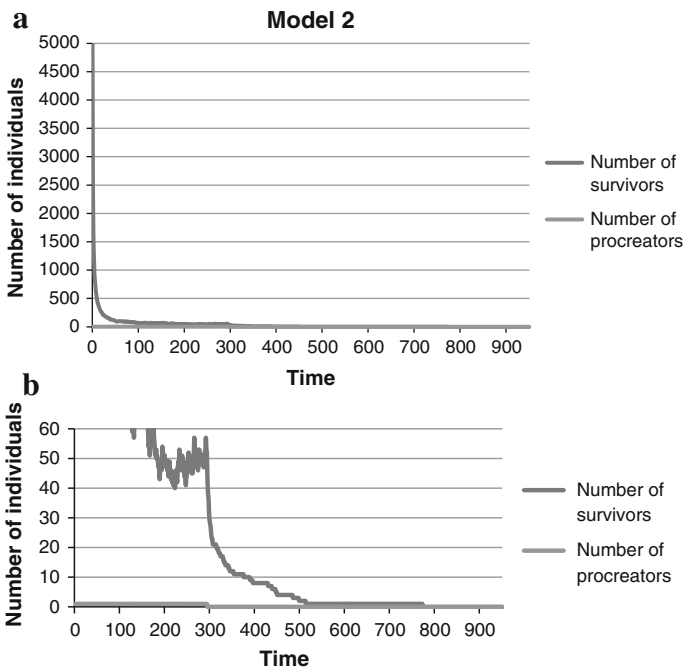 a
Model 2
Number of individuals
5000
4500
4000
3500
3000
2500
2000
1500
1000
500
0
0 100 200 300 400 500 600 700 800 900
Time
Number of
survivors
Number of
procreators
b
Number of individuals
60
50
40
30
20
10
0
0 100 200 300 400 500 600 700 800 900
Time
Number of
survivors
Number of
procreators